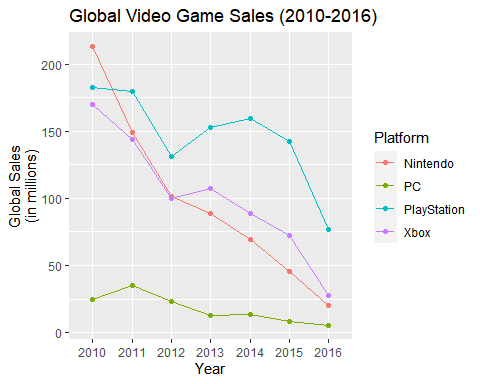 Global Video Game Sales (2010-2016)
200
150
100
50
0
Global Sales
(in millions)
2010 2011 2012 2013 2014 2015 2016
Year
Platform
Nintendo
PC
PlayStation
Xbox